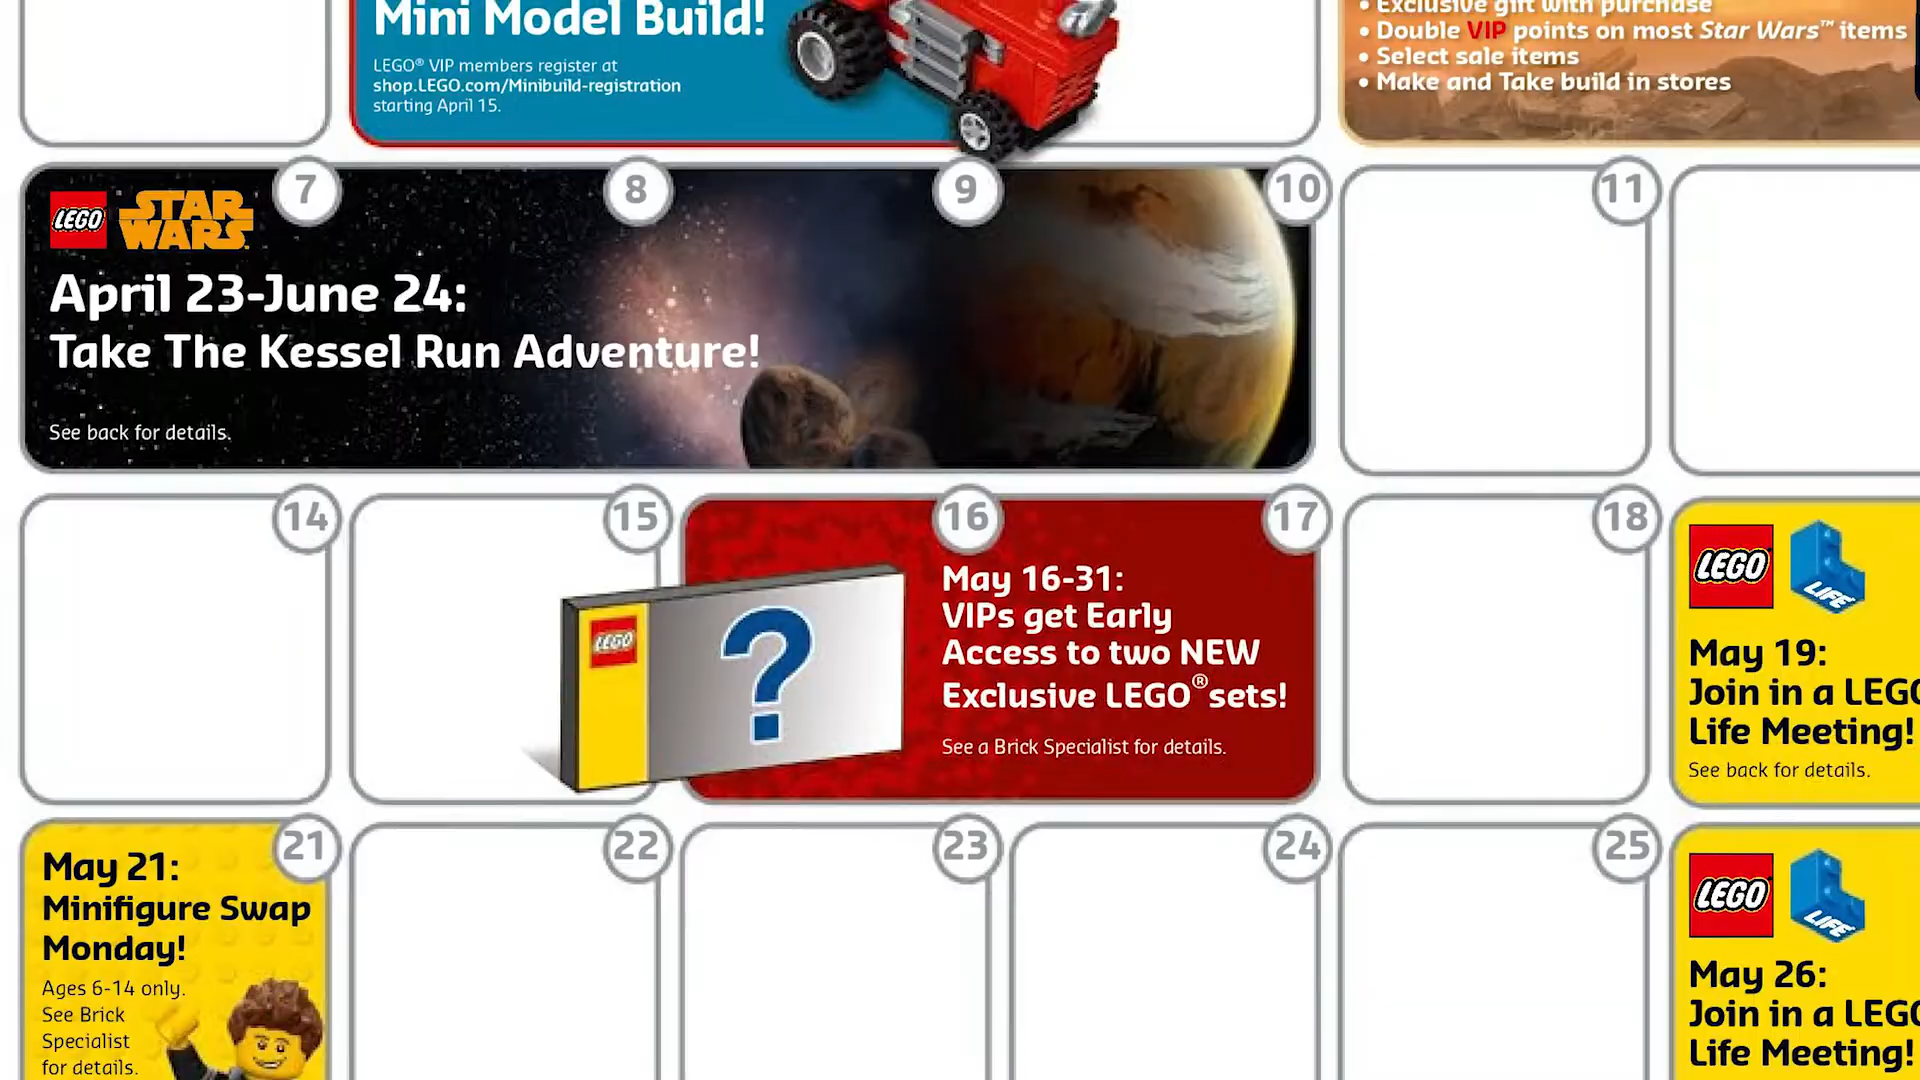 Mini Model Build!
LEGO® VIP members register at
shop.LEGO.com/Minibuild-registration
starting April 15.
• Exclusive gift with purchase
• Double VIP points on most Star Wars™ items
• Select sale items
• Make and Take build in stores
7
8
9
10
11
LEGO
STAR
WARS
April 23-June 24:
Take The Kessel Run Adventure!
See back for details.
14
15
16
17
18
LEGO
?
May 16-31:
VIPs get Early
Access to two NEW
Exclusive LEGO® sets!
See a Brick Specialist for details.
LEGO
LIFE
May 19:
Join in a LEGO
Life Meeting!
See back for details.
21
22
23
24
25
May 21:
Minifigure Swap
Monday!
Ages 6-14 only.
See Brick
Specialist
for details.
LEGO
LIFE
May 26:
Join in a LEGO
Life Meeting!